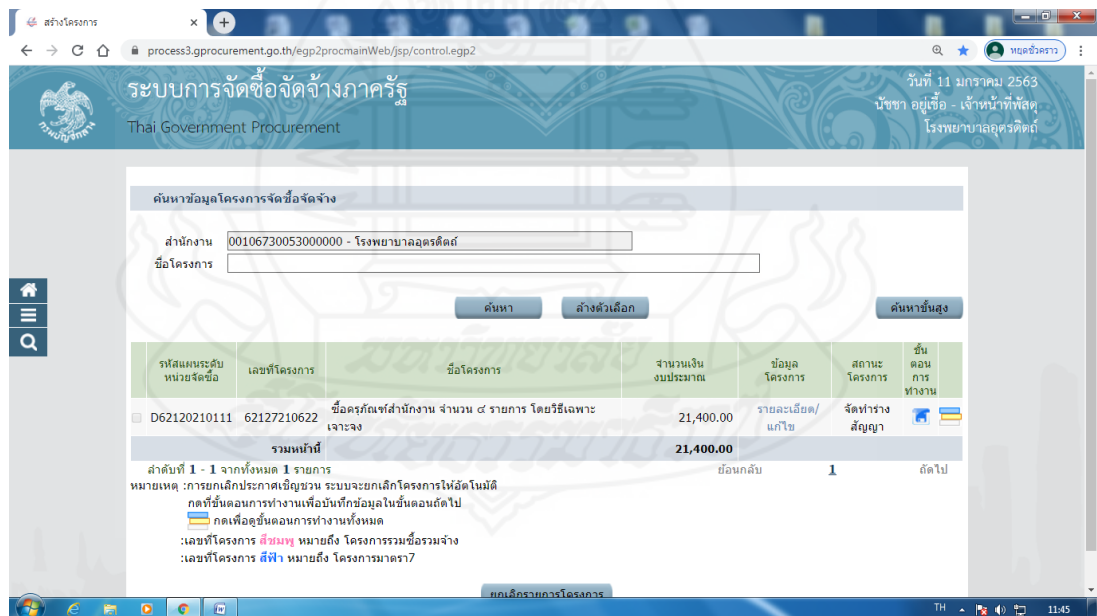 สร้างโครงการ
process3.gprocurement.go.th/egp2procmainWeb/jsp/control.egp2
หยุดชั่วคราว
ระบบการจัดซื้อจัดจ้างภาครัฐ
Thai Government Procurement
วันที่ 11 มกราคม 2563
นัชชา อยู่เชื้อ - เจ้าหน้าที่พัสดุ
โรงพยาบาลอุตรดิตถ์
ค้นหาข้อมูลโครงการจัดซื้อจัดจ้าง
สำนักงาน 00106730053000000 - โรงพยาบาลอุตรดิตถ์
ชื่อโครงการ
ค้นหา ล้างตัวเลือก ค้นหาขั้นสูง
รหัสแผนระดับหน่วยจัดซื้อ เลขที่โครงการ ชื่อโครงการ จำนวนเงินงบประมาณ ข้อมูลโครงการ สถานะโครงการ ขั้นตอนการทำงาน
D62120210111 62127210622 ซื้อครุภัณฑ์สำนักงาน จำนวน ๔ รายการ โดยวิธีเฉพาะเจาะจง 21,400.00 รายละเอียด/แก้ไข จัดทำร่างสัญญา
รวมหน้านี้ 21,400.00
ลำดับที่ 1 - 1 จากทั้งหมด 1 รายการ ย้อนกลับ 1 ถัดไป
หมายเหตุ :การยกเลิกประกาศเชิญชวน ระบบจะยกเลิกโครงการให้อัตโนมัติ
กดที่ขั้นตอนการทำงานเพื่อบันทึกข้อมูลในขั้นตอนถัดไป
กดเพื่อดูขั้นตอนการทำงานทั้งหมด
:เลขที่โครงการ สีชมพู หมายถึง โครงการรวมซื้อรวมจ้าง
:เลขที่โครงการ สีฟ้า หมายถึง โครงการมาตรา7
ยกเลิกรายการโครงการ
TH 11:45